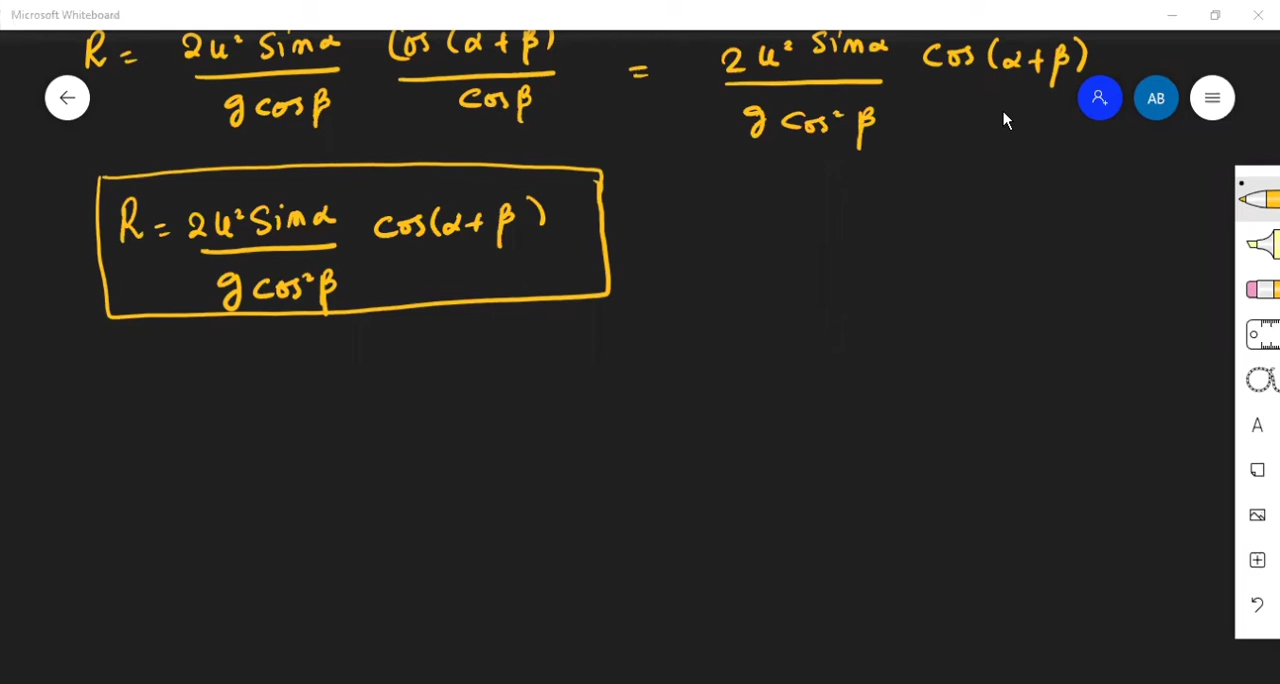 Microsoft Whiteboard
R = 2u² Sinα / g cosβ cos(α + β) / cosβ = 2u² Sinα / g cos²β cos(α + β)
AB
R = 2u² Sinα / g cos²β cos(α + β)
A